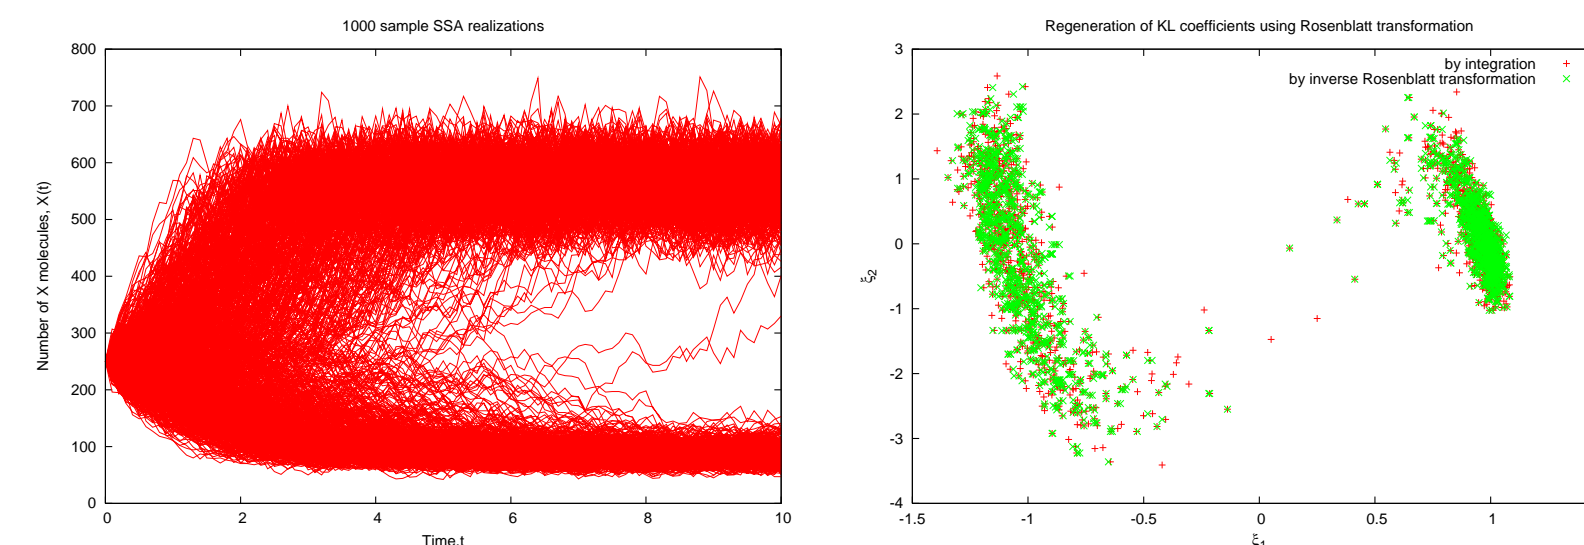 1000 sample SSA realizations
800
700
600
500
400
300
200
100
0
Number of X molecules, X(t)
0 2 4 6 8 10
Time,t
Regeneration of KL coefficients using Rosenblatt transformation
by integration
by inverse Rosenblatt transformation
3
2
1
0
-1
-2
-3
-4
ξ2
-1.5 -1 -0.5 0 0.5 1
ξ1